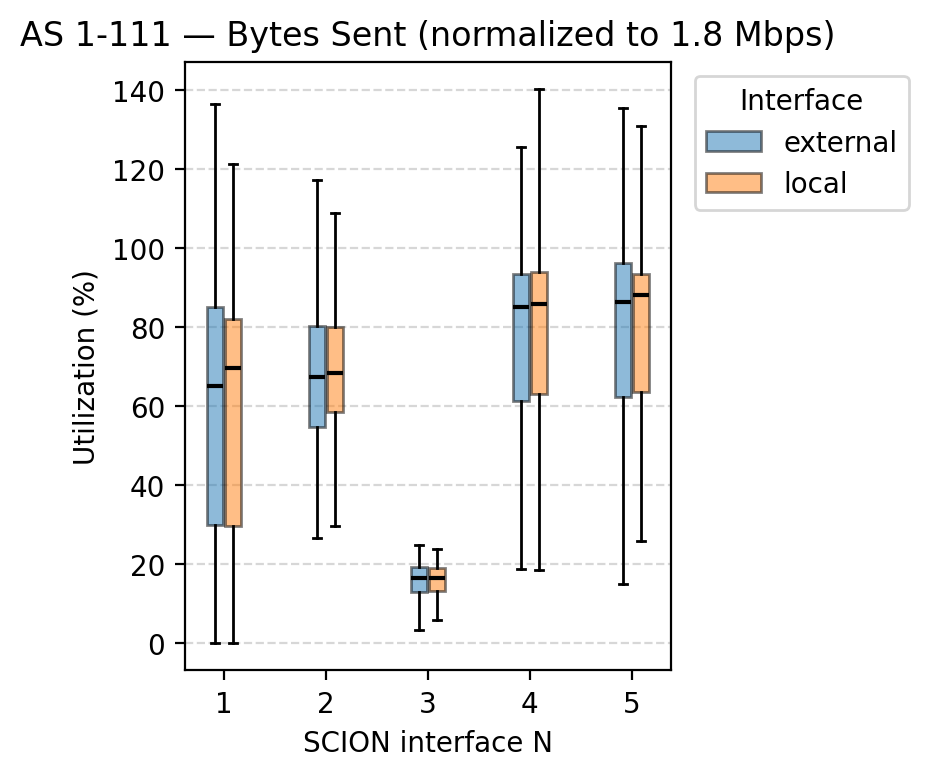 AS 1-111 — Bytes Sent (normalized to 1.8 Mbps)
Interface
external
local
Utilization (%)
140
120
100
80
60
40
20
0
1 2 3 4 5
SCION interface N